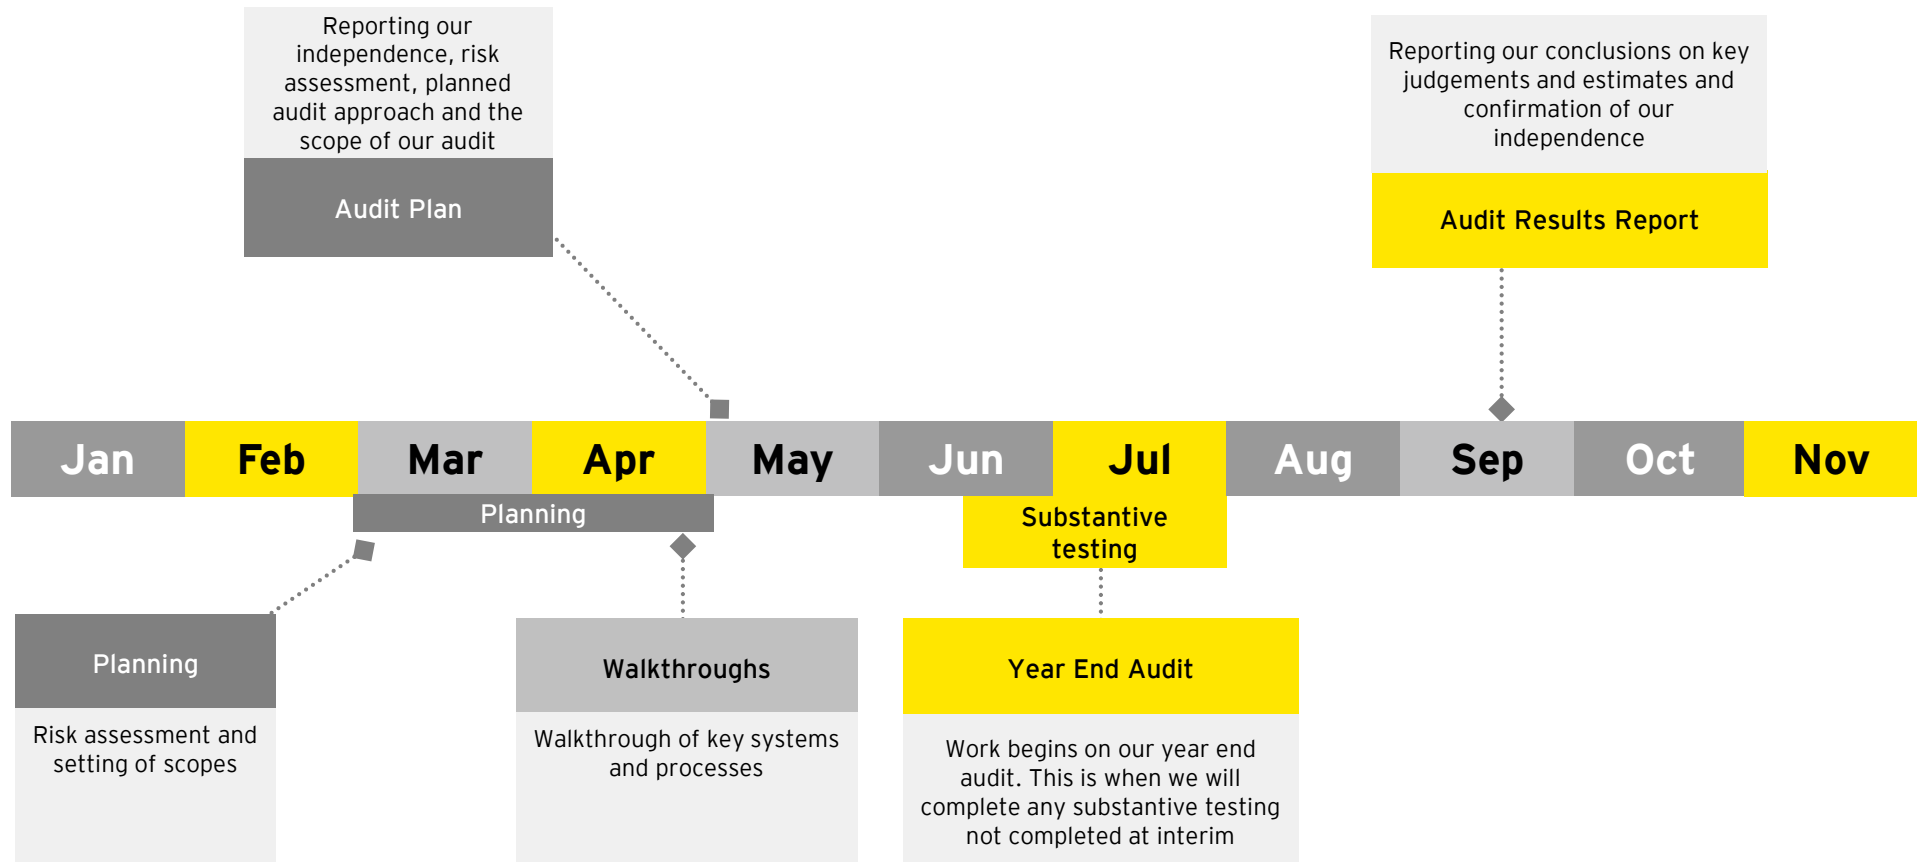 Reporting our
independence, risk
assessment, planned
audit approach and the
scope of our audit
Audit Plan
Reporting our conclusions on key
judgements and estimates and
confirmation of our
independence
Audit Results Report
Jan Feb Mar Apr May Jun Jul Aug Sep Oct Nov
Planning
Substantive
testing
Planning
Risk assessment and
setting of scopes
Walkthroughs
Walkthrough of key systems
and processes
Year End Audit
Work begins on our year end
audit. This is when we will
complete any substantive testing
not completed at interim